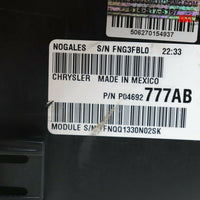 506270154937
NOGALES S/N FNG3FBL0 22:33
CHRYSLER MADE IN MEXICO
P/N P04692 777AB
MODULE S/N TFNQQ1330N02SK